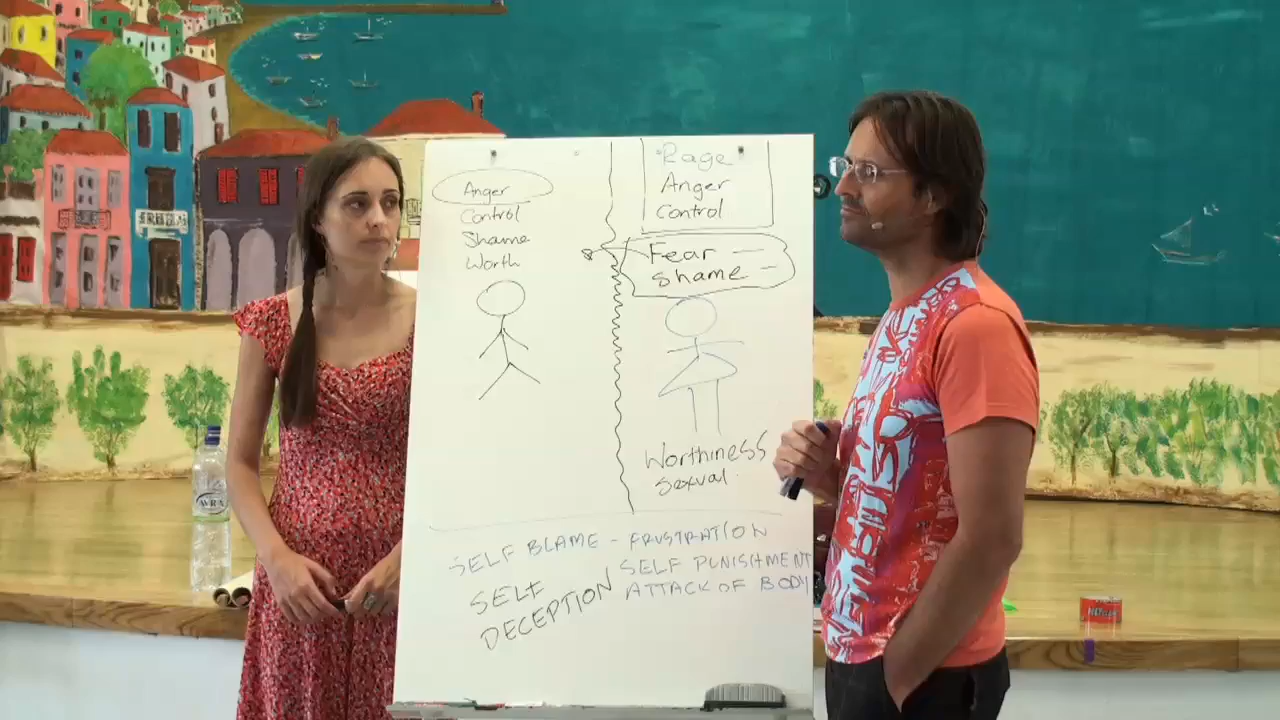 Anger
Control
Shame
Worth
Rage
Anger
Control
Fear —
shame —
Worthiness
Sexual
SELF BLAME - FRUSTRATION
SELF PUNISHMENT
ATTACK OF BODY
SELF
DECEPTION